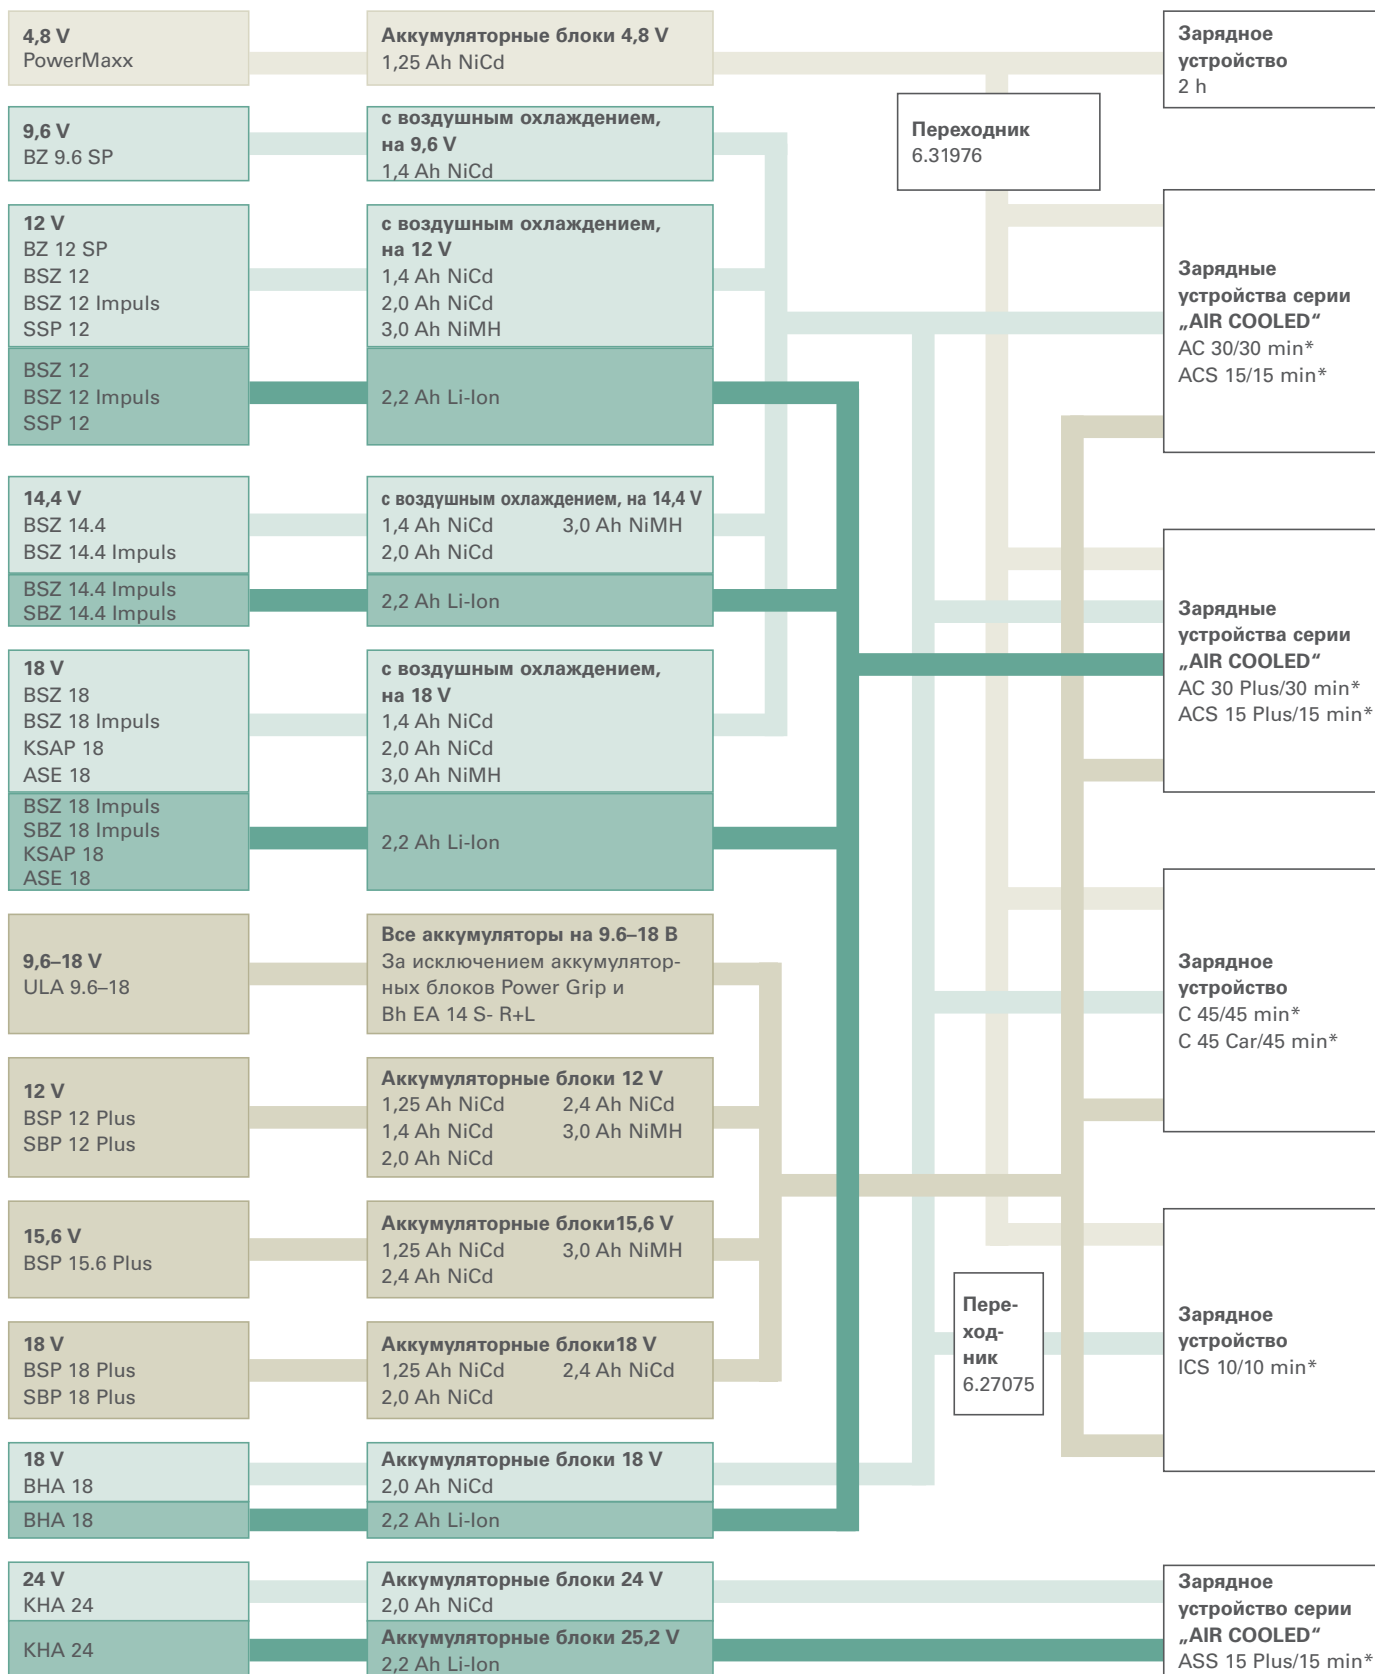 4,8 V
PowerMaxx
Аккумуляторные блоки 4,8 V
1,25 Ah NiCd
Зарядное
устройство
2 h
Переходник
6.31976
9,6 V
BZ 9.6 SP
с воздушным охлаждением,
на 9,6 V
1,4 Ah NiCd
12 V
BZ 12 SP
BSZ 12
BSZ 12 Impuls
SSP 12
с воздушным охлаждением,
на 12 V
1,4 Ah NiCd
2,0 Ah NiCd
3,0 Ah NiMH
Зарядные
устройства серии
„AIR COOLED“
AC 30/30 min*
ACS 15/15 min*
BSZ 12
BSZ 12 Impuls
SSP 12
2,2 Ah Li-Ion
14,4 V
BSZ 14.4
BSZ 14.4 Impuls
с воздушным охлаждением, на 14,4 V
1,4 Ah NiCd 3,0 Ah NiMH
2,0 Ah NiCd
BSZ 14.4 Impuls
SBZ 14.4 Impuls
2,2 Ah Li-Ion
Зарядные
устройства серии
„AIR COOLED“
AC 30 Plus/30 min*
ACS 15 Plus/15 min*
18 V
BSZ 18
BSZ 18 Impuls
KSAP 18
ASE 18
с воздушным охлаждением,
на 18 V
1,4 Ah NiCd
2,0 Ah NiCd
3,0 Ah NiMH
BSZ 18 Impuls
SBZ 18 Impuls
KSAP 18
ASE 18
2,2 Ah Li-Ion
9,6–18 V
ULA 9.6–18
Все аккумуляторы на 9.6–18 В
За исключением аккумулятор-
ных блоков Power Grip и
Bh EA 14 S- R+L
Зарядное
устройство
C 45/45 min*
C 45 Car/45 min*
12 V
BSP 12 Plus
SBP 12 Plus
Аккумуляторные блоки 12 V
1,25 Ah NiCd 2,4 Ah NiCd
1,4 Ah NiCd 3,0 Ah NiMH
2,0 Ah NiCd
15,6 V
BSP 15.6 Plus
Аккумуляторные блоки15,6 V
1,25 Ah NiCd 3,0 Ah NiMH
2,4 Ah NiCd
Пере-
ход-
ник
6.27075
Зарядное
устройство
ICS 10/10 min*
18 V
BSP 18 Plus
SBP 18 Plus
Аккумуляторные блоки18 V
1,25 Ah NiCd 2,4 Ah NiCd
2,0 Ah NiCd
18 V
BHA 18
Аккумуляторные блоки 18 V
2,0 Ah NiCd
BHA 18
2,2 Ah Li-Ion
24 V
KHA 24
Аккумуляторные блоки 24 V
2,0 Ah NiCd
KHA 24
Аккумуляторные блоки 25,2 V
2,2 Ah Li-Ion
Зарядное
устройство серии
„AIR COOLED“
ASS 15 Plus/15 min*